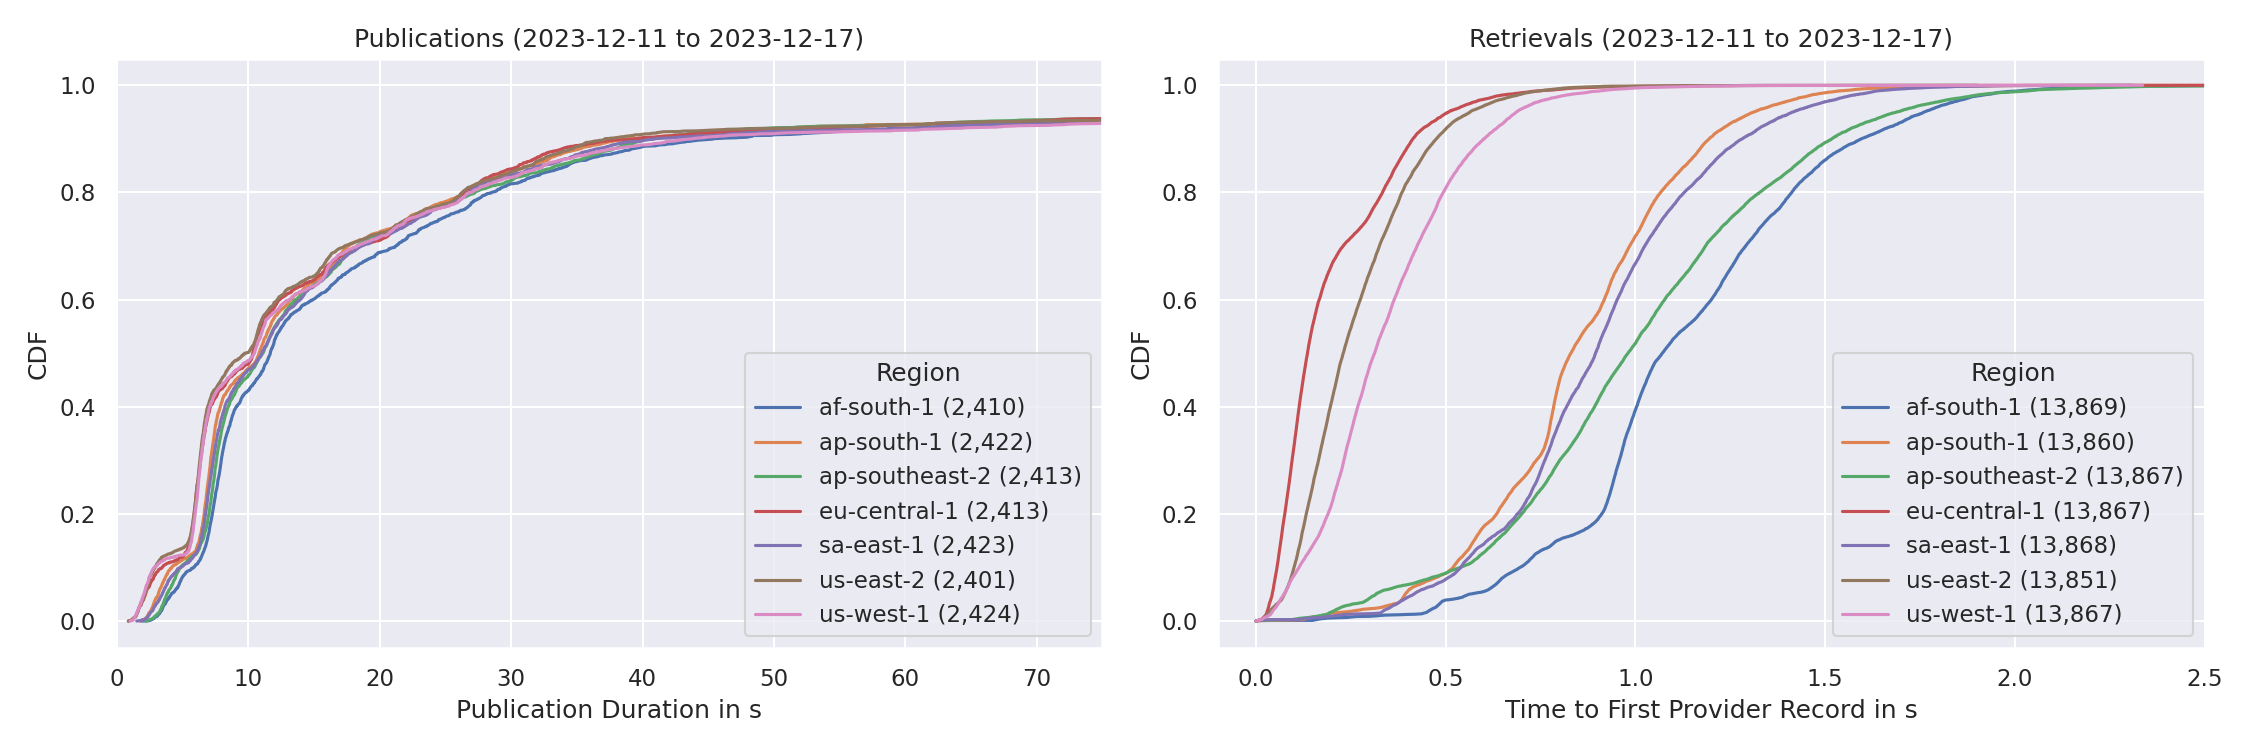 Publications (2023-12-11 to 2023-12-17)
1.0
0.8
0.6
0.4
0.2
0.0
CDF
0 10 20 30 40 50 60 70
Publication Duration in s
Region
af-south-1 (2,410)
ap-south-1 (2,422)
ap-southeast-2 (2,413)
eu-central-1 (2,413)
sa-east-1 (2,423)
us-east-2 (2,401)
us-west-1 (2,424)
Retrievals (2023-12-11 to 2023-12-17)
1.0
0.8
0.6
0.4
0.2
0.0
CDF
0.0 0.5 1.0 1.5 2.0 2.5
Time to First Provider Record in s
Region
af-south-1 (13,869)
ap-south-1 (13,860)
ap-southeast-2 (13,867)
eu-central-1 (13,867)
sa-east-1 (13,868)
us-east-2 (13,851)
us-west-1 (13,867)